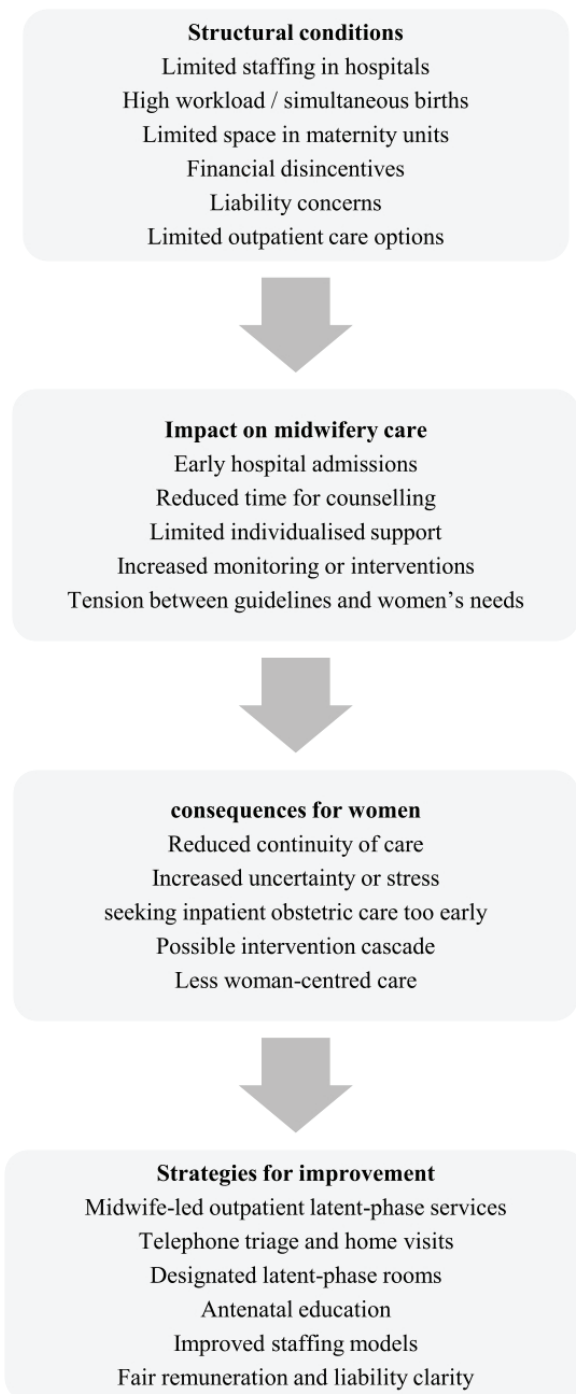 Structural conditions
Limited staffing in hospitals
High workload / simultaneous births
Limited space in maternity units
Financial disincentives
Liability concerns
Limited outpatient care options
Impact on midwifery care
Early hospital admissions
Reduced time for counselling
Limited individualised support
Increased monitoring or interventions
Tension between guidelines and women’s needs
consequences for women
Reduced continuity of care
Increased uncertainty or stress
seeking inpatient obstetric care too early
Possible intervention cascade
Less woman-centred care
Strategies for improvement
Midwife-led outpatient latent-phase services
Telephone triage and home visits
Designated latent-phase rooms
Antenatal education
Improved staffing models
Fair remuneration and liability clarity